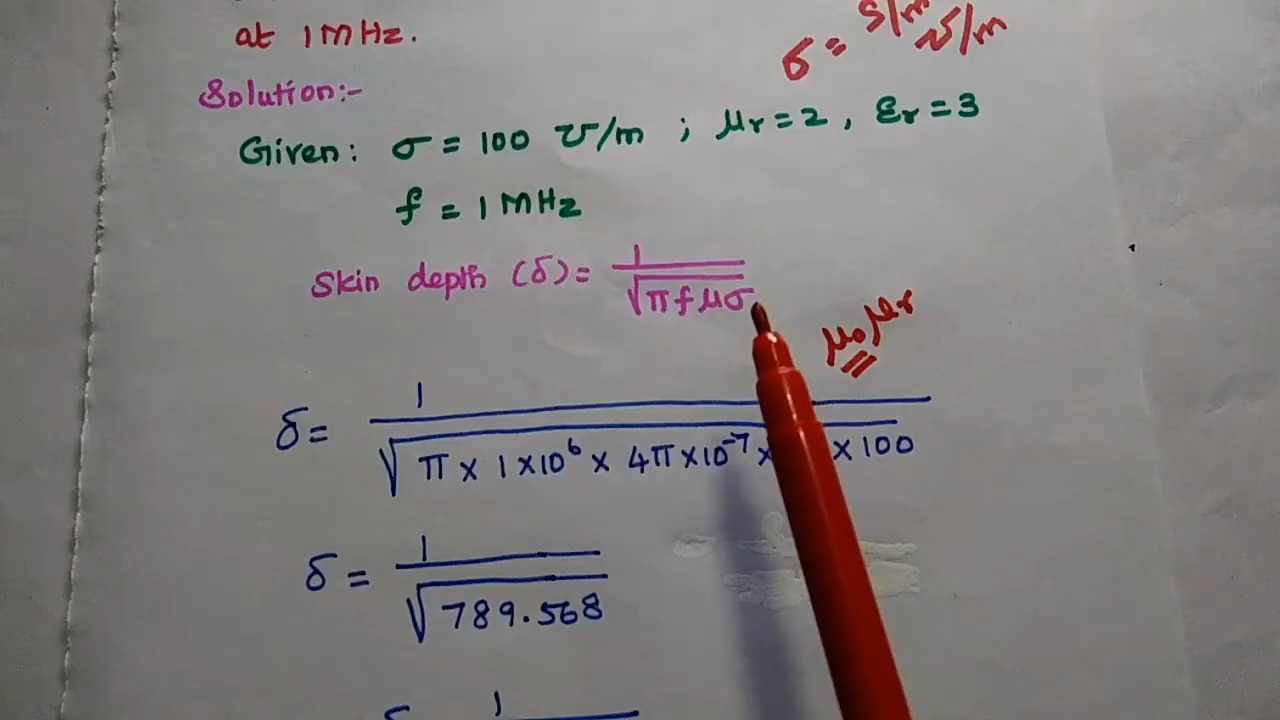 at 1MHz.
σ = S/m ℧/m
Solution:-
Given: σ = 100 ℧/m ; μr = 2, εr = 3
f = 1 MHz
Skin depth (δ) = 1/√πfμσ
μ0μr
δ = 1/√π × 1×10⁶ × 4π×10⁻⁷ × × 100
δ = 1/√789.568
1